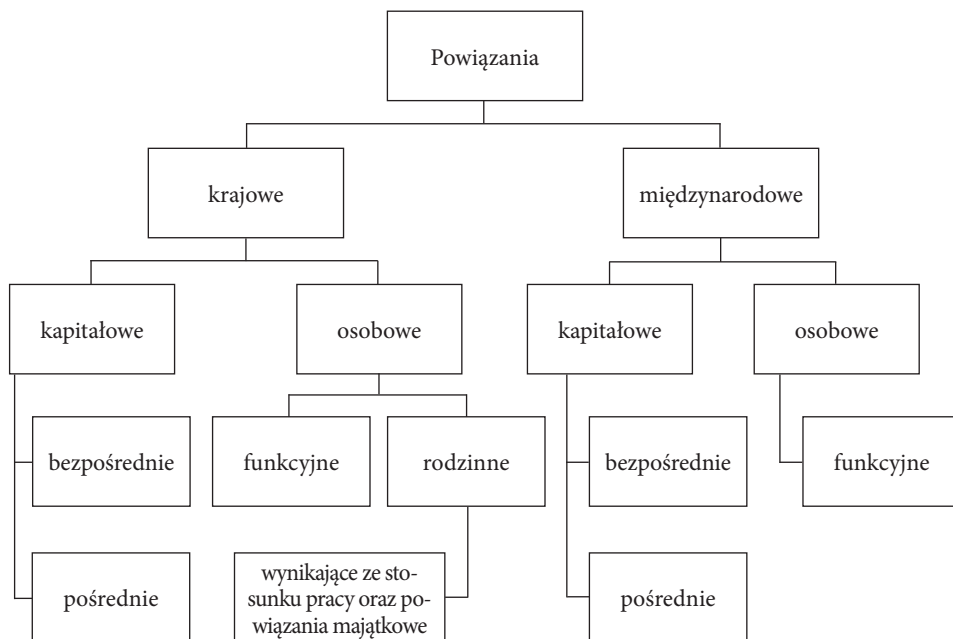 Powiązania
krajowe
międzynarodowe
kapitałowe
osobowe
kapitałowe
osobowe
bezpośrednie
funkcyjne
rodzinne
bezpośrednie
funkcyjne
pośrednie
wynikające ze sto-
sunku pracy oraz po-
wiązania majątkowe
pośrednie